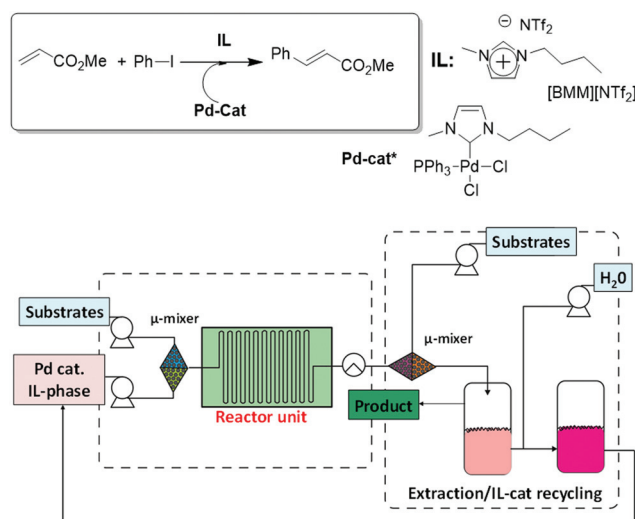 IL
CO₂Me
+
Ph–I
Ph
CO₂Me
Pd-Cat
IL:
⊖ NTf₂
N
N
+
[BMM][NTf₂]
Pd-cat*
N
N
PPh₃–Pd–Cl
Cl
Substrates
H₂0
Substrates
μ-mixer
μ-mixer
Pd cat.
IL-phase
Product
Reactor unit
Extraction/IL-cat recycling